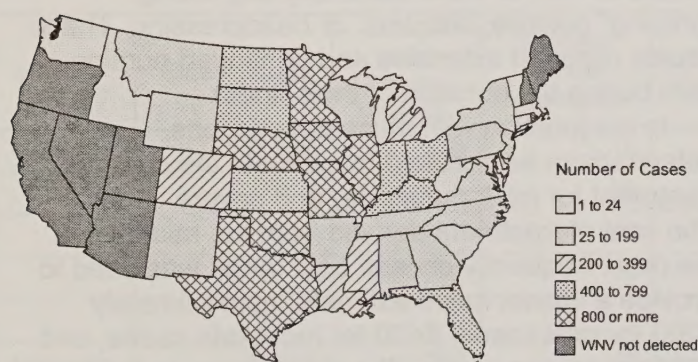 Number of Cases
1 to 24
25 to 199
200 to 399
400 to 799
800 or more
WNV not detected